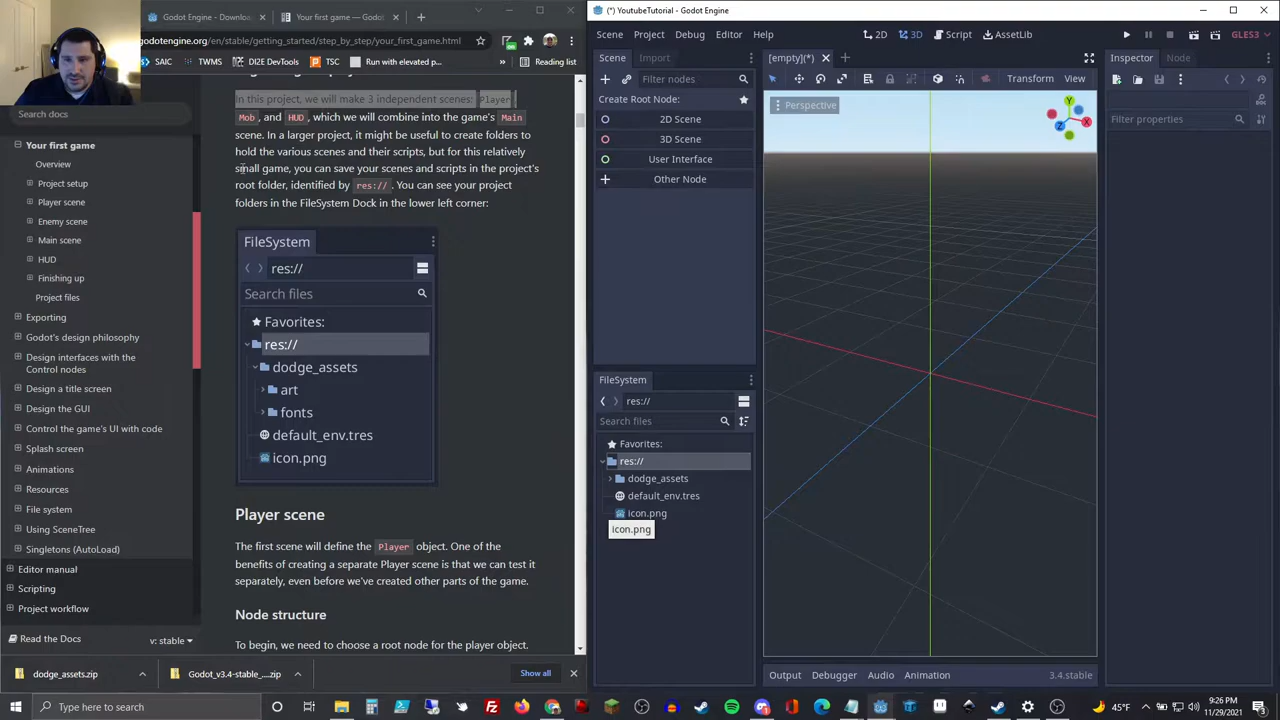 Godot Engine - Downloa
Your first game — Godo
godotengine.org/en/stable/getting_started/step_by_step/your_first_game.html
SAIC
TWMS
DI2E DevTools
PSC
Run with elevated p...
Reading list
Search docs
Your first game
Overview
Project setup
Player scene
Enemy scene
Main scene
HUD
Finishing up
Project files
Exporting
Godot's design philosophy
Design interfaces with the
Control nodes
Design a title screen
Design the GUI
Control the game's UI with code
Splash screen
Animations
Resources
File system
Using SceneTree
Singletons (AutoLoad)
Editor manual
Scripting
Project workflow
Read the Docs
v: stable
In this project, we will make 3 independent scenes: Player
Mob, and HUD, which we will combine into the game's Main
scene. In a larger project, it might be useful to create folders to
hold the various scenes and their scripts, but for this relatively
small game, you can save your scenes and scripts in the project's
root folder, identified by res://. You can see your project
folders in the FileSystem Dock in the lower left corner:
FileSystem
res://
Search files
Favorites:
res://
dodge_assets
art
fonts
default_env.tres
icon.png
Player scene
The first scene will define the Player object. One of the
benefits of creating a separate Player scene is that we can test it
separately, even before we've created other parts of the game.
Node structure
To begin, we need to choose a root node for the player object.
dodge_assets.zip
Godot_v3.4-stable_....zip
Show all
(*) YoutubeTutorial - Godot Engine
Scene
Project
Debug
Editor
Help
2D
3D
Script
AssetLib
GLES3
Scene
Import
Filter nodes
Create Root Node:
2D Scene
3D Scene
User Interface
Other Node
FileSystem
res://
Search files
Favorites:
res://
dodge_assets
default_env.tres
icon.png
icon.png
[empty](*)
Transform
View
Perspective
Y
X
Z
Output
Debugger
Audio
Animation
3.4.stable
Inspector
Node
Filter properties
Type here to search
45°F
9:26 PM
11/29/2021